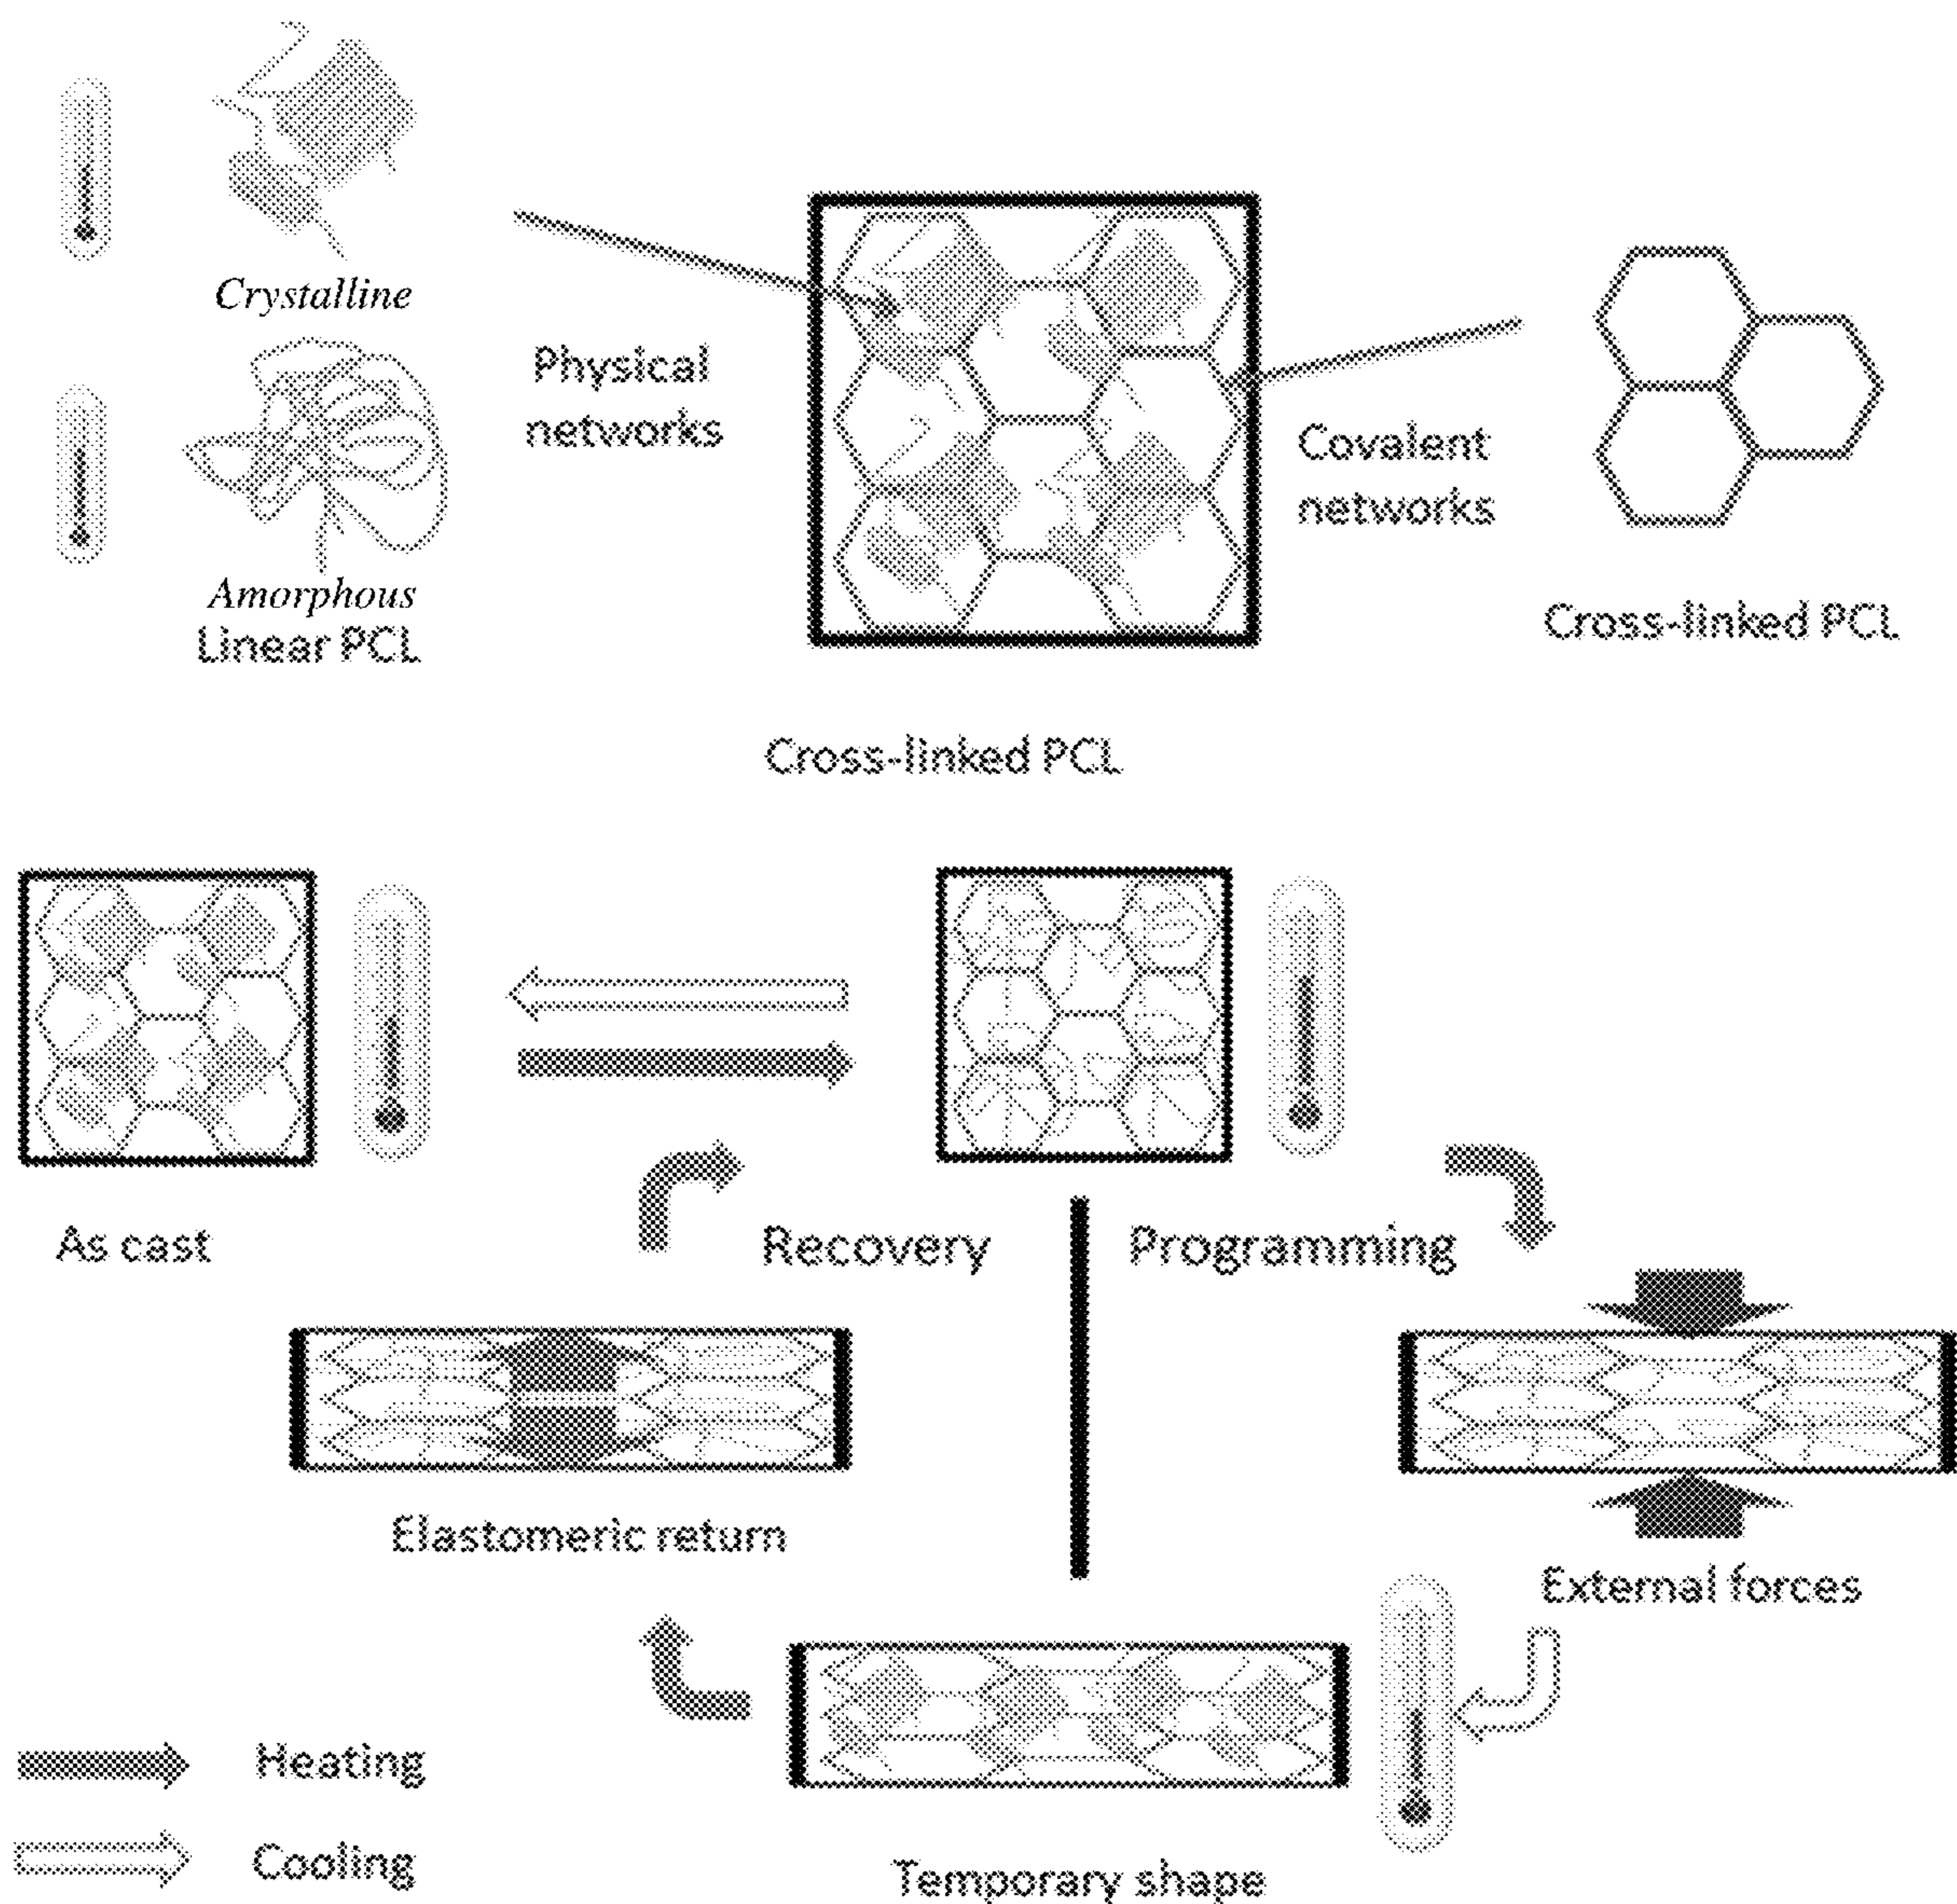 Crystalline
Physical
networks
Amorphous
Linear PCL
Covalent
networks
Cross-linked PCL
Cross-linked PCL
As cast
Recovery
Programming
Elastomeric return
External forces
Heating
Cooling
Temporary shape